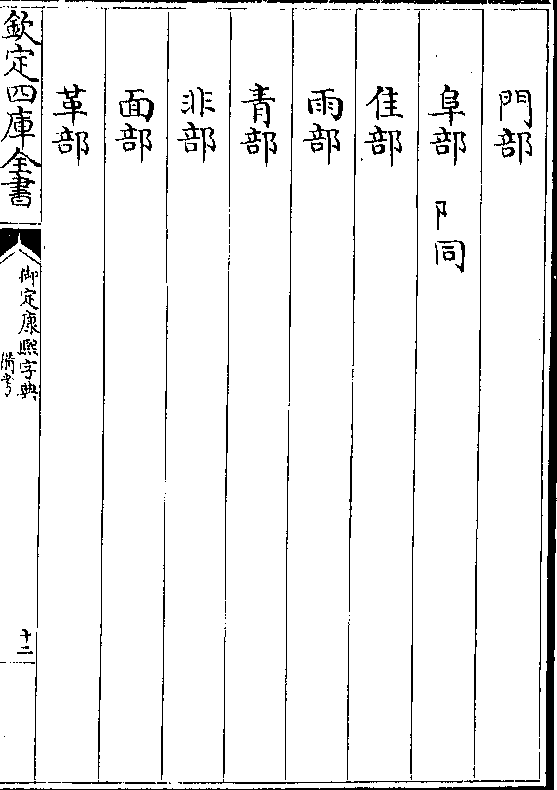 門部
阜部 阝同
隹部
雨部
青部
非部
面部
革部
欽定四庫全書
御定康熙字典
備考
十二